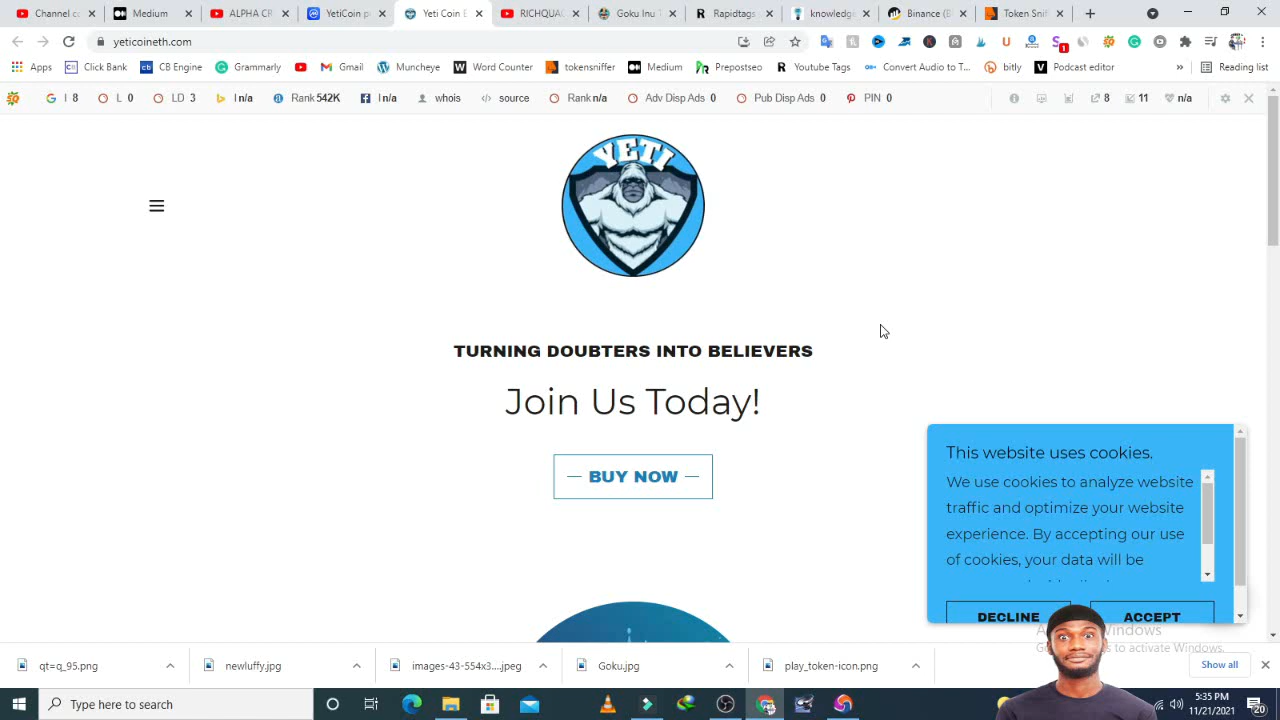 Channel c
Medium
ALPHA CR
YetiCoin p
Yeti Coin E
RICHQUA
Goku Inu T
Rapidtags
knowledge
Binance (B
Token Snif
yeticoineth.com
Apps
Click Bank
CB Engine
Grammarly
Gmail
Muncheye
Word Counter
tokensniffer
Medium
Prepostseo
Youtube Tags
Convert Audio to T...
bitly
Podcast editor
»
Reading list
I 8
L 0
LD 3
I n/a
Rank 542K
I n/a
whois
source
Rank n/a
Adv Disp Ads 0
Pub Disp Ads 0
PIN 0
8
11
n/a
YETI
TURNING DOUBTERS INTO BELIEVERS
Join Us Today!
BUY NOW
This website uses cookies.
We use cookies to analyze website
traffic and optimize your website
experience. By accepting our use
of cookies, your data will be
DECLINE
ACCEPT
to activate Windows.
qt=q_95.png
newluffy.png
images-43-554x3....jpeg
Goku.jpg
play_token-icon.png
Show all
Type here to search
5:35 PM
11/21/2021
20